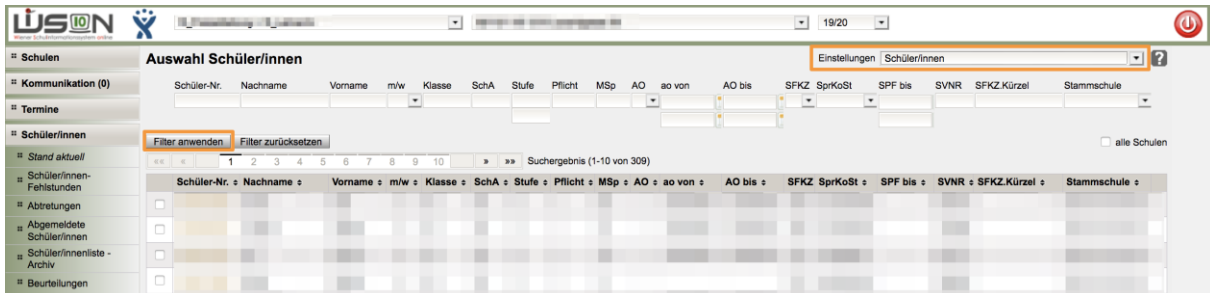 WiSION 10
Wiener Schulinformationssystem online
19/20
Schulen
Kommunikation (0)
Termine
Schüler/innen
Stand aktuell
Schüler/innen-
Fehlstunden
Abtretungen
Abgemeldete
Schüler/innen
Schüler/innenliste -
Archiv
Beurteilungen
Auswahl Schüler/innen
Einstellungen Schüler/innen ?
Schüler-Nr. Nachname Vorname m/w Klasse SchA Stufe Pflicht MSp AO ao von AO bis SFKZ SprKoSt SPF bis SVNR SFKZ.Kürzel Stammschule
Filter anwenden Filter zurücksetzen alle Schulen
«« « 1 2 3 4 5 6 7 8 9 10 » »» Suchergebnis (1-10 von 309)
Schüler-Nr. Nachname Vorname m/w Klasse SchA Stufe Pflicht MSp AO ao von AO bis SFKZ SprKoSt SPF bis SVNR SFKZ.Kürzel Stammschule